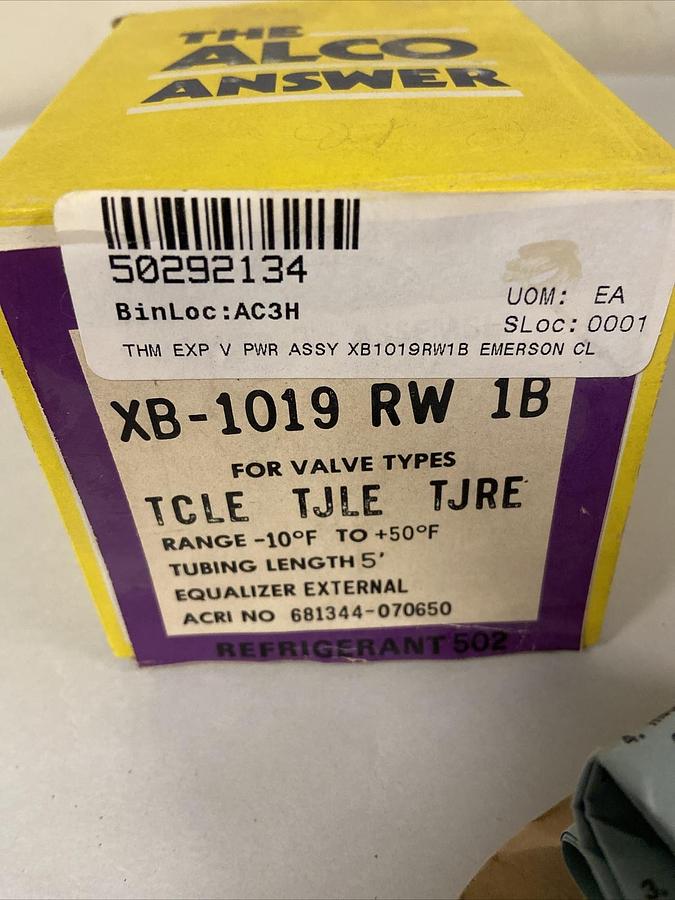 THE
ALCO
ANSWER
50292134
BinLoc:AC3H
UOM: EA
SLoc: 0001
THM EXP V PWR ASSY XB1019RW1B EMERSON CL
XB-1019 RW 1B
FOR VALVE TYPES
TCLE TJLE TJRE
RANGE -10°F TO +50°F
TUBING LENGTH 5'
EQUALIZER EXTERNAL
ACRI NO 681344-070650
REFRIGERANT 502
4.
3.